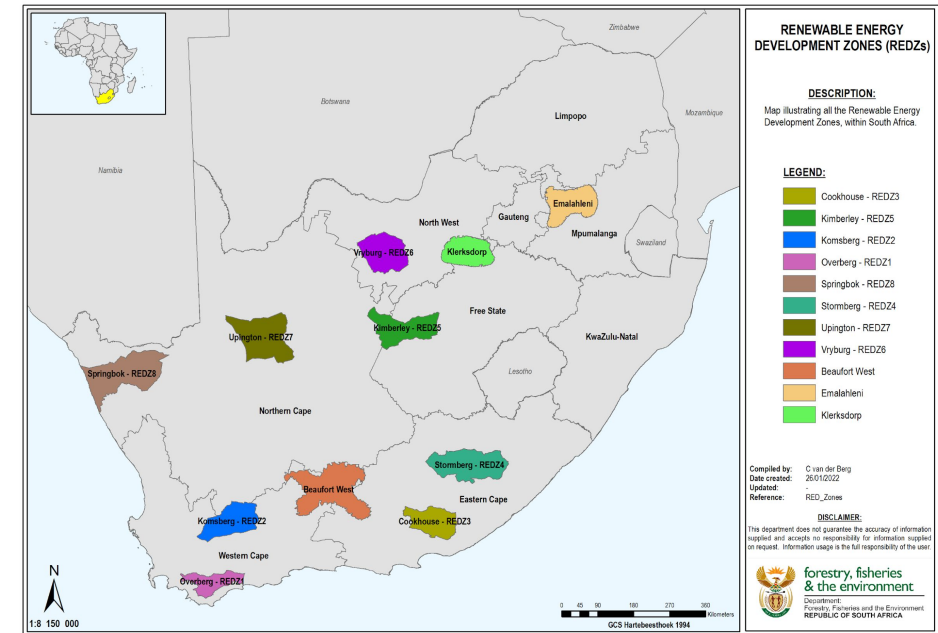 Zimbabwe
Botswana
Mozambique
Limpopo
Namibia
Emalahleni
Gauteng
North West
Mpumalanga
Swaziland
Vryburg - REDZ6
Klerksdorp
Free State
Kimberley - REDZ5
Upington - REDZ7
KwaZulu-Natal
Lesotho
Springbok - REDZ8
Northern Cape
Stormberg - REDZ4
Beaufort West
Eastern Cape
Komsberg - REDZ2
Cookhouse - REDZ3
Western Cape
Overberg - REDZ1
N
1:8 150 000
0 45 90 180 270 360
Kilometers
GCS Hartebeesthoek 1994
RENEWABLE ENERGY
DEVELOPMENT ZONES (REDZs)
DESCRIPTION:
Map illustrating all the Renewable Energy
Development Zones, within South Africa.
LEGEND:
Cookhouse - REDZ3
Kimberley - REDZ5
Komsberg - REDZ2
Overberg - REDZ1
Springbok - REDZ8
Stormberg - REDZ4
Upington - REDZ7
Vryburg - REDZ6
Beaufort West
Emalahleni
Klerksdorp
Compiled by: C van der Berg
Date created: 26/01/2022
Updated: -
Reference: RED_Zones
DISCLAIMER:
This department does not guarantee the accuracy of information
supplied and accepts no responsibility for information supplied
on request. Information usage is the full responsibility of the user.
forestry, fisheries
& the environment
Department:
Forestry, Fisheries and the Environment
REPUBLIC OF SOUTH AFRICA